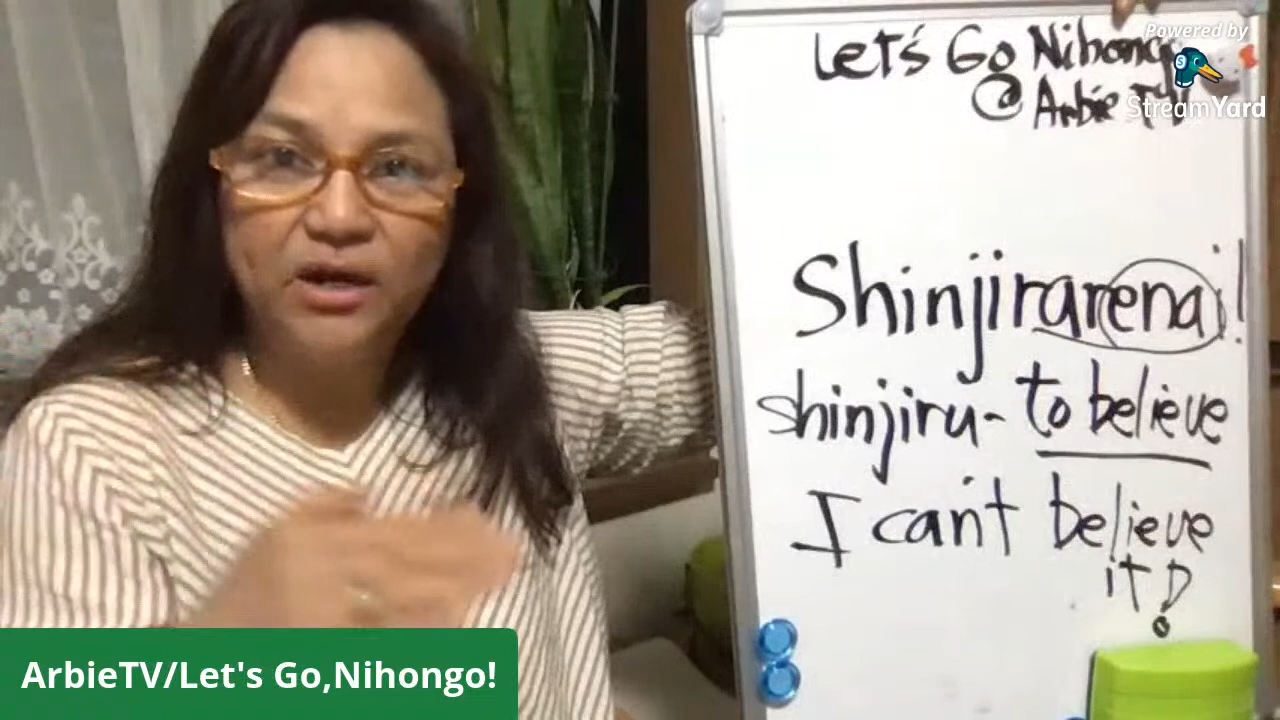 Let's Go Nihongo
@ Arbie TV
Powered by
StreamYard
Shinjirarenai!
shinjiru - to believe
I can't believe
it!
ArbieTV/Let's Go,Nihongo!